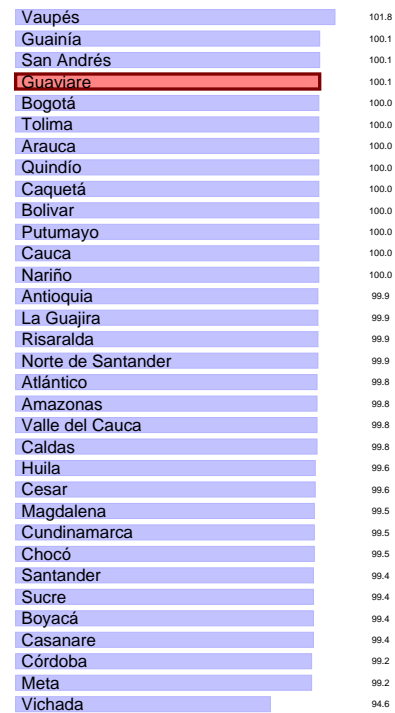 Vaupés 101.8
Guainía 100.1
San Andrés 100.1
Guaviare 100.1
Bogotá 100.0
Tolima 100.0
Arauca 100.0
Quindío 100.0
Caquetá 100.0
Bolivar 100.0
Putumayo 100.0
Cauca 100.0
Nariño 100.0
Antioquia 99.9
La Guajira 99.9
Risaralda 99.9
Norte de Santander 99.9
Atlántico 99.8
Amazonas 99.8
Valle del Cauca 99.8
Caldas 99.8
Huila 99.6
Cesar 99.6
Magdalena 99.5
Cundinamarca 99.5
Chocó 99.5
Santander 99.4
Sucre 99.4
Boyacá 99.4
Casanare 99.4
Córdoba 99.2
Meta 99.2
Vichada 94.6